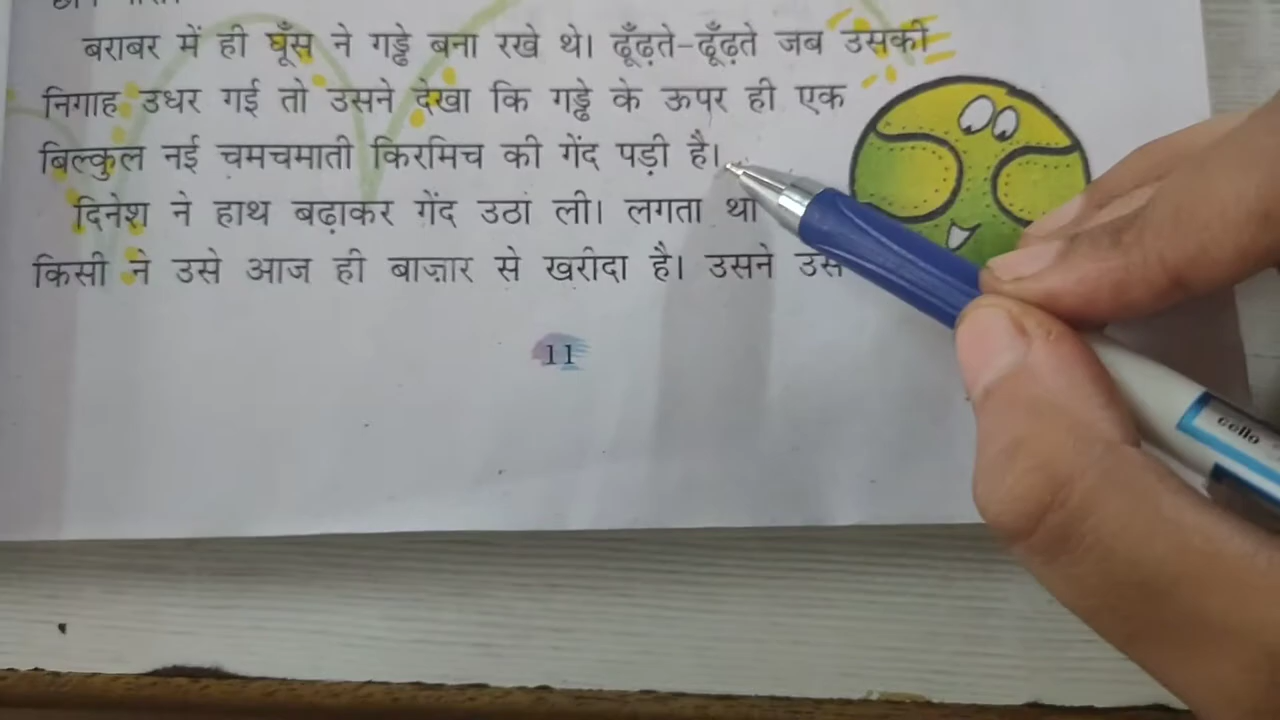 बराबर में ही घूँस ने गड्ढे बना रखे थे। ढूँढ़ते-ढूँढ़ते जब उसकी
निगाह उधर गई तो उसने देखा कि गड्ढे के ऊपर ही एक
बिल्कुल नई चमचमाती किरमिच की गेंद पड़ी है।
दिनेश ने हाथ बढ़ाकर गेंद उठा ली। लगता था
किसी ने उसे आज ही बाज़ार से खरीदा है। उसने उस
11
cello